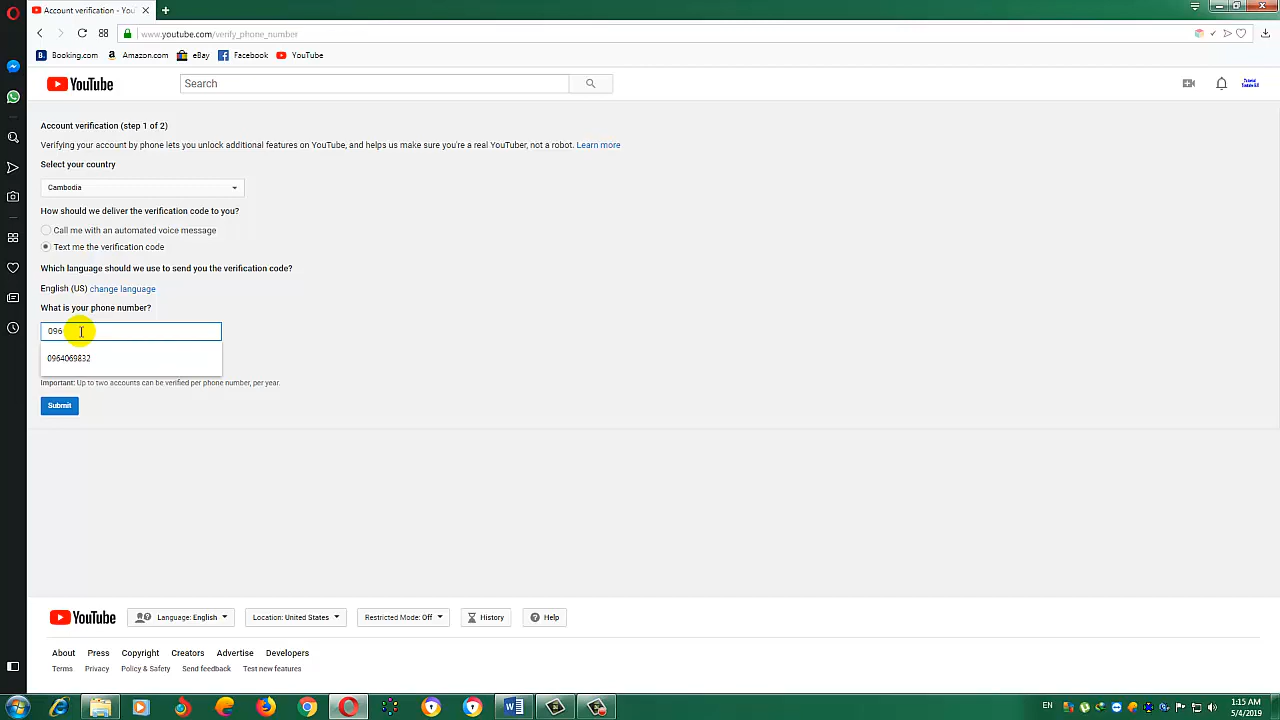 Account verification - You
www.youtube.com/verify_phone_number
B. Booking.com a Amazon.com eBay Facebook YouTube
YouTube Search
Tutorial
Account verification (step 1 of 2)
Verifying your account by phone lets you unlock additional features on YouTube, and helps us make sure you're a real YouTuber, not a robot. Learn more
Select your country
Cambodia
How should we deliver the verification code to you?
Call me with an automated voice message
Text me the verification code
Which language should we use to send you the verification code?
English (US) change language
What is your phone number?
096
0964069832
Important: Up to two accounts can be verified per phone number, per year.
Submit
YouTube Language: English Location: United States Restricted Mode: Off History Help
About Press Copyright Creators Advertise Developers
Terms Privacy Policy & Safety Send feedback Test new features
EN 1:15 AM
5/4/2019